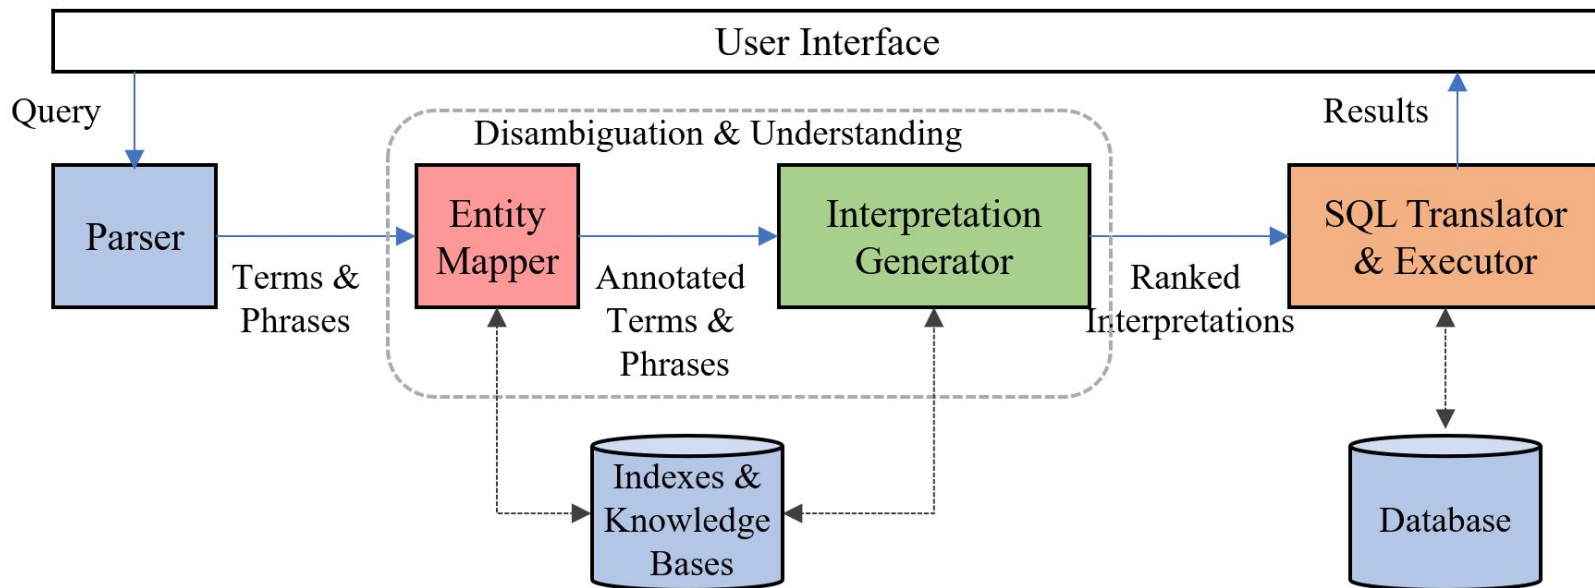 User Interface
Query
Results
Disambiguation & Understanding
Parser
Entity
Mapper
Interpretation
Generator
SQL Translator
& Executor
Terms &
Phrases
Annotated
Terms &
Phrases
Ranked
Interpretations
Indexes &
Knowledge
Bases
Database